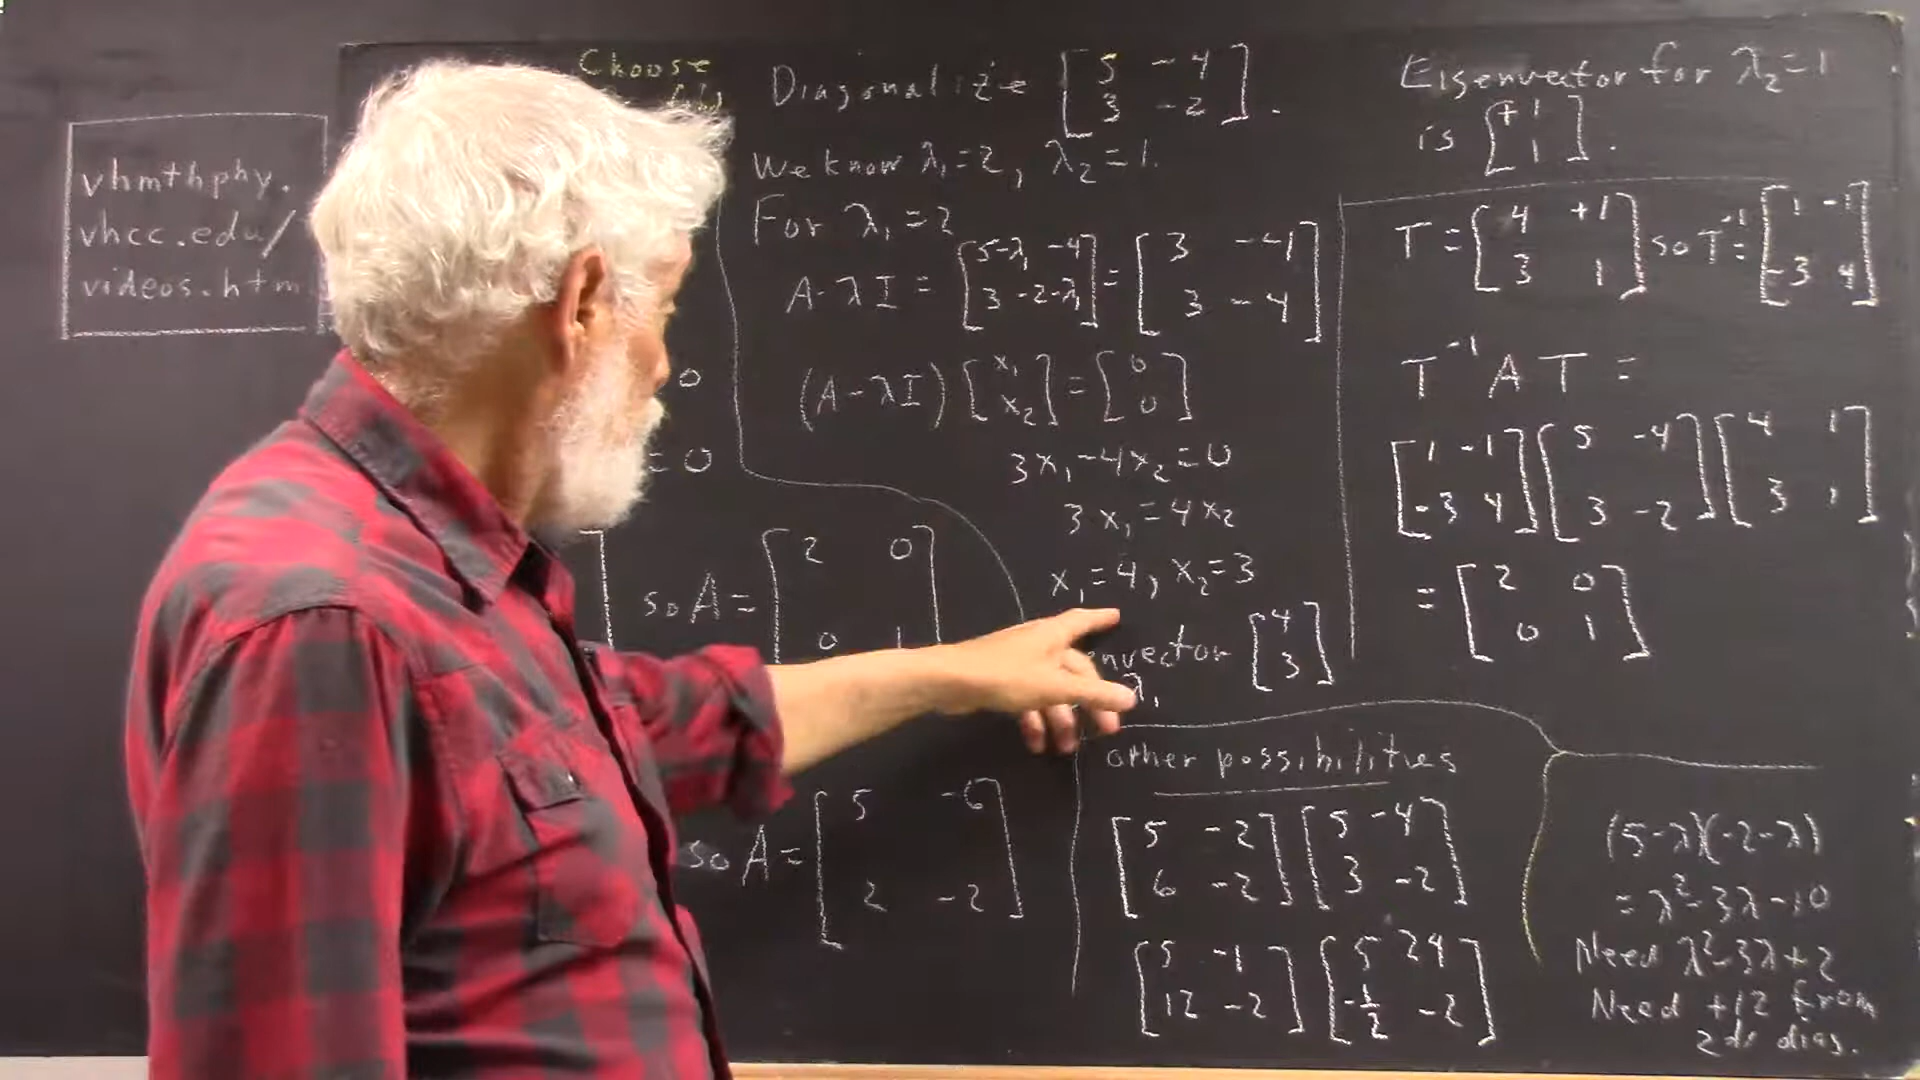 vhmthphy.
vhcc.edu/
videos.htm
Choose
0
= 0
so A = [2 0
0 1]
so A = [5 -6
2 -2]
Diagonalize [5 -4
3 -2].
We know λ₁=2, λ₂=1.
For λ₁=2
A-λI = [5-λ₁ -4
3 -2-λ₁] = [3 -4
3 -4]
(A-λI)[x₁
x₂] = [0
0]
3x₁-4x₂=0
3x₁=4x₂
x₁=4, x₂=3
envector [4
3]
λ₁
other possibilities
[5 -2
6 -2] [5 -4
3 -2]
[5 -1
12 -2] [5 24
-1/2 -2]
Eigenvector for λ₂=1
is [+1
1].
T = [4 +1
3 1] so T⁻¹= [1 -1
-3 4]
T⁻¹AT =
[1 -1
-3 4] [5 -4
3 -2] [4 1
3 1]
= [2 0
0 1]
(5-λ)(-2-λ)
= λ²-3λ-10
Need λ²-3λ+2
Need +12 from
diag.